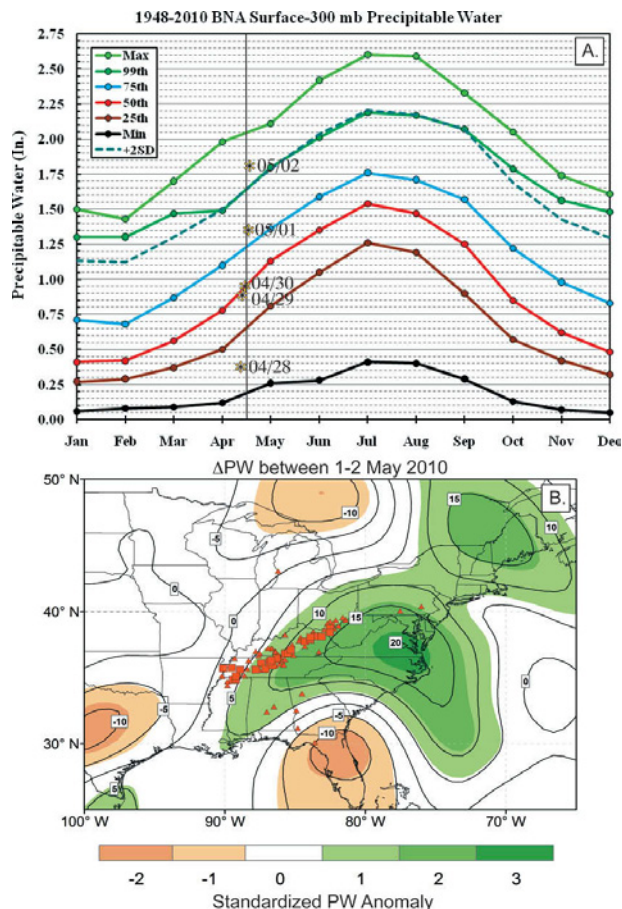 1948-2010 BNA Surface-300 mb Precipitable Water
A.
2.75
2.50
2.25
2.00
1.75
1.50
1.25
1.00
0.75
0.50
0.25
0.00
Precipitable Water (In.)
Max
99th
75th
50th
25th
Min
+2SD
05/02
05/01
04/30
04/29
04/28
Jan Feb Mar Apr May Jun Jul Aug Sep Oct Nov Dec
ΔPW between 1-2 May 2010
B.
50° N
40° N
30° N
-10
15
10
-5
0
0
10
15
20
0
-5
5
-5
-10
-10
5
100° W 90° W 80° W 70° W
-2 -1 0 1 2 3
Standardized PW Anomaly